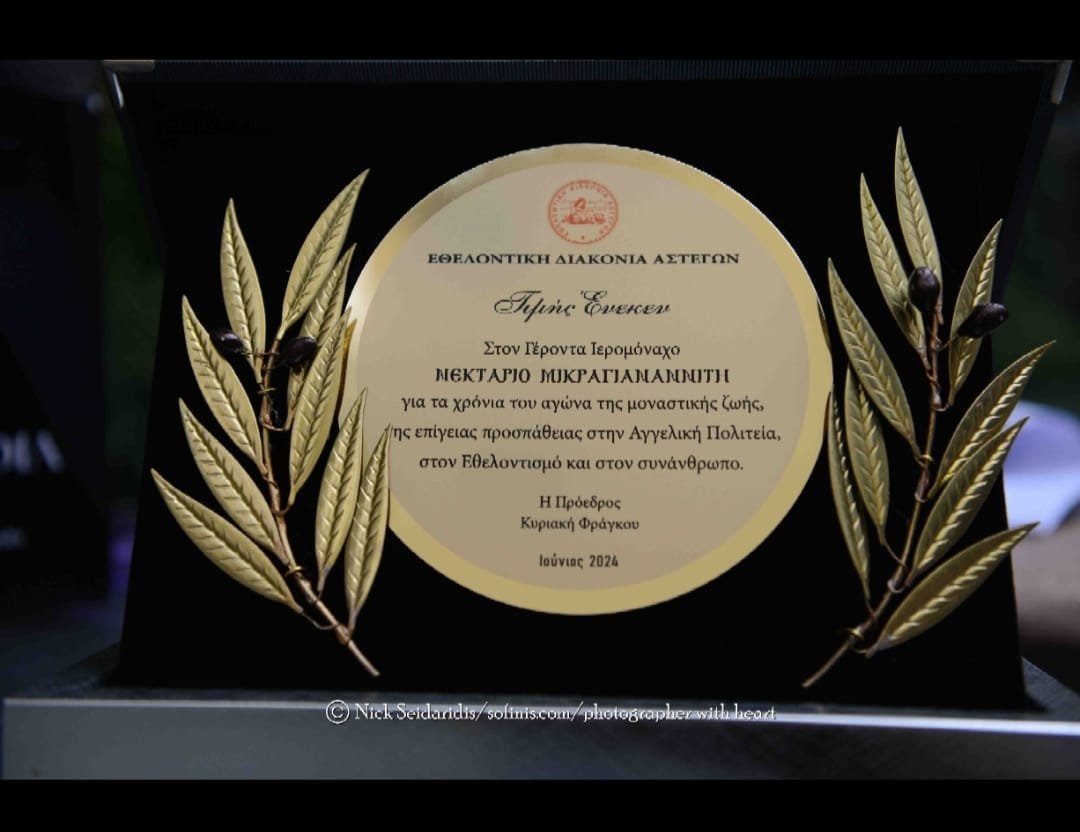 ΕΘΕΛΟΝΤΙΚΗ ΔΙΑΚΟΝΙΑ ΑΣΤΕΓΩΝ
Τιμής Ένεκεν
Στον Γέροντα Ιερομόναχο
ΝΕΚΤΑΡΙΟ ΜΙΚΡΑΓΙΑΝΑΝΝΙΤΗ
για τα χρόνια του αγώνα της μοναστικής ζωής,
ης επίγειας προσπάθειας στην Αγγελική Πολιτεία,
στον Εθελοντισμό και στον συνάνθρωπο.
Η Πρόεδρος
Κυριακή Φράγκου
Ιούνιος 2024
© Nick Seidaridis/sofinis.com/photographer with heart